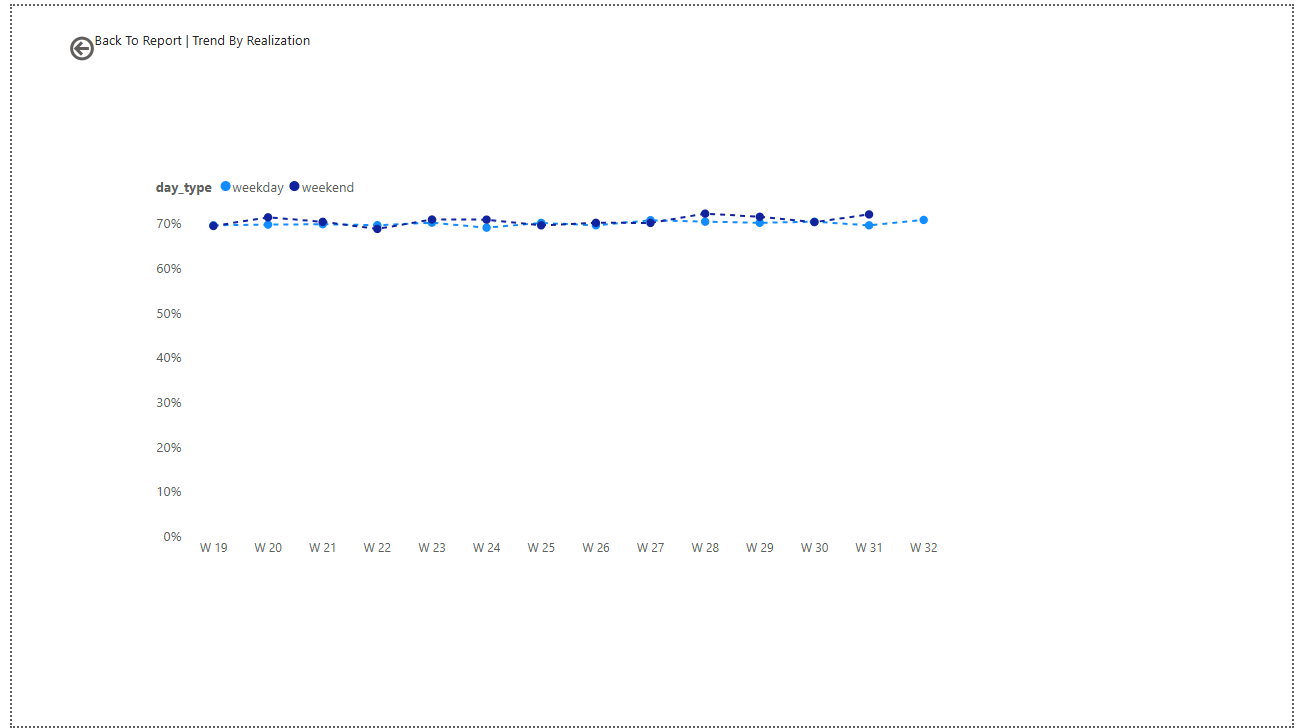 Back To Report | Trend By Realization
day_type weekday weekend
70%
60%
50%
40%
30%
20%
10%
0%
W 19 W 20 W 21 W 22 W 23 W 24 W 25 W 26 W 27 W 28 W 29 W 30 W 31 W 32